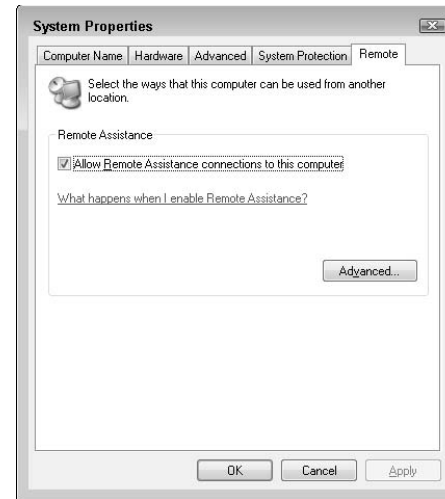 System Properties
Computer Name Hardware Advanced System Protection Remote
Select the ways that this computer can be used from another
location.
Remote Assistance
Allow Remote Assistance connections to this computer
What happens when I enable Remote Assistance?
Advanced...
OK Cancel Apply